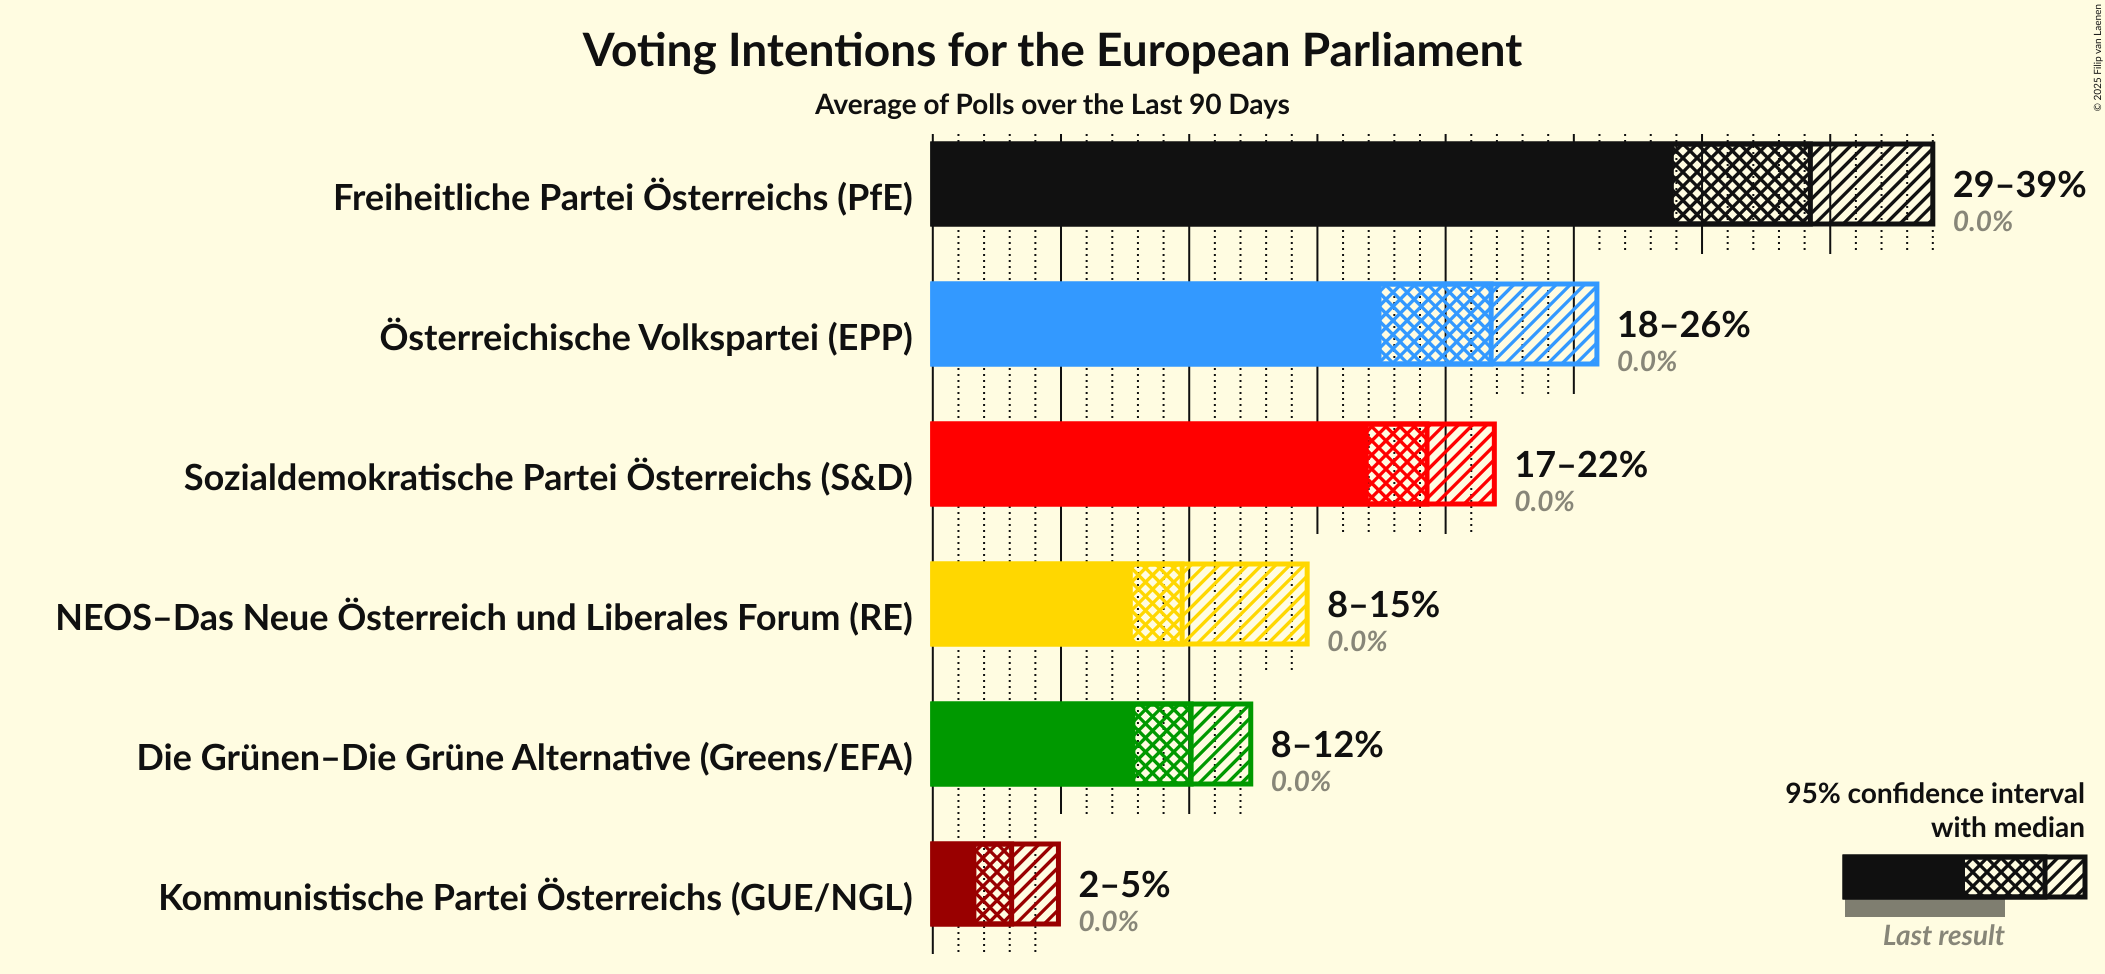 Voting Intentions for the European Parliament
Average of Polls over the Last 90 Days
© 2025 Filip van Laenen
Freiheitliche Partei Österreichs (PfE)
29–39%
0.0%
Österreichische Volkspartei (EPP)
18–26%
0.0%
Sozialdemokratische Partei Österreichs (S&D)
17–22%
0.0%
NEOS–Das Neue Österreich und Liberales Forum (RE)
8–15%
0.0%
Die Grünen–Die Grüne Alternative (Greens/EFA)
8–12%
0.0%
Kommunistische Partei Österreichs (GUE/NGL)
2–5%
0.0%
95% confidence interval
with median
Last result